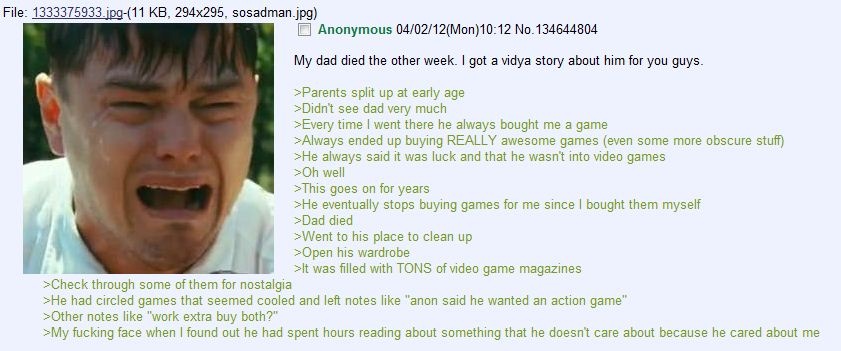 File: 1333375933.jpg-(11 KB, 294x295, sosadman.jpg)
Anonymous 04/02/12(Mon)10:12 No.134644804
My dad died the other week. I got a vidya story about him for you guys.
>Parents split up at early age
>Didn't see dad very much
>Every time I went there he always bought me a game
>Always ended up buying REALLY awesome games (even some more obscure stuff)
>He always said it was luck and that he wasn't into video games
>Oh well
>This goes on for years
>He eventually stops buying games for me since I bought them myself
>Dad died
>Went to his place to clean up
>Open his wardrobe
>It was filled with TONS of video game magazines
>Check through some of them for nostalgia
>He had circled games that seemed cooled and left notes like "anon said he wanted an action game"
>Other notes like "work extra buy both?"
>My fucking face when I found out he had spent hours reading about something that he doesn't care about because he cared about me